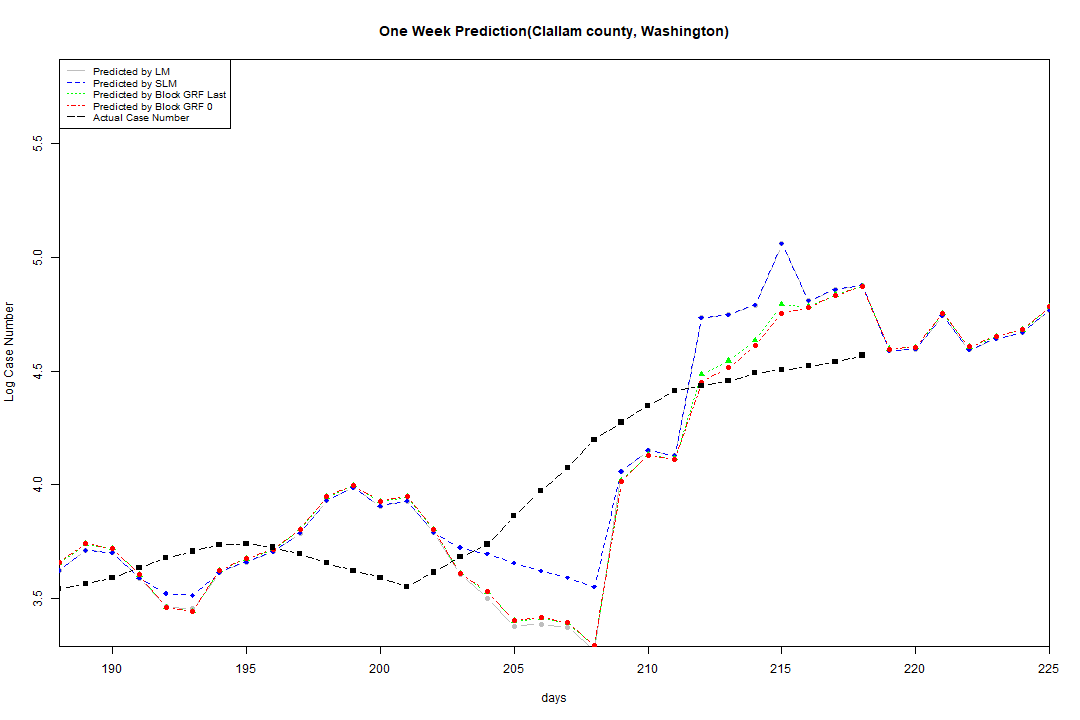 One Week Prediction(Clallam county, Washington)
Predicted by LM
Predicted by SLM
Predicted by Block GRF Last
Predicted by Block GRF 0
Actual Case Number
5.5
5.0
4.5
4.0
3.5
Log Case Number
190 195 200 205 210 215 220 225
days